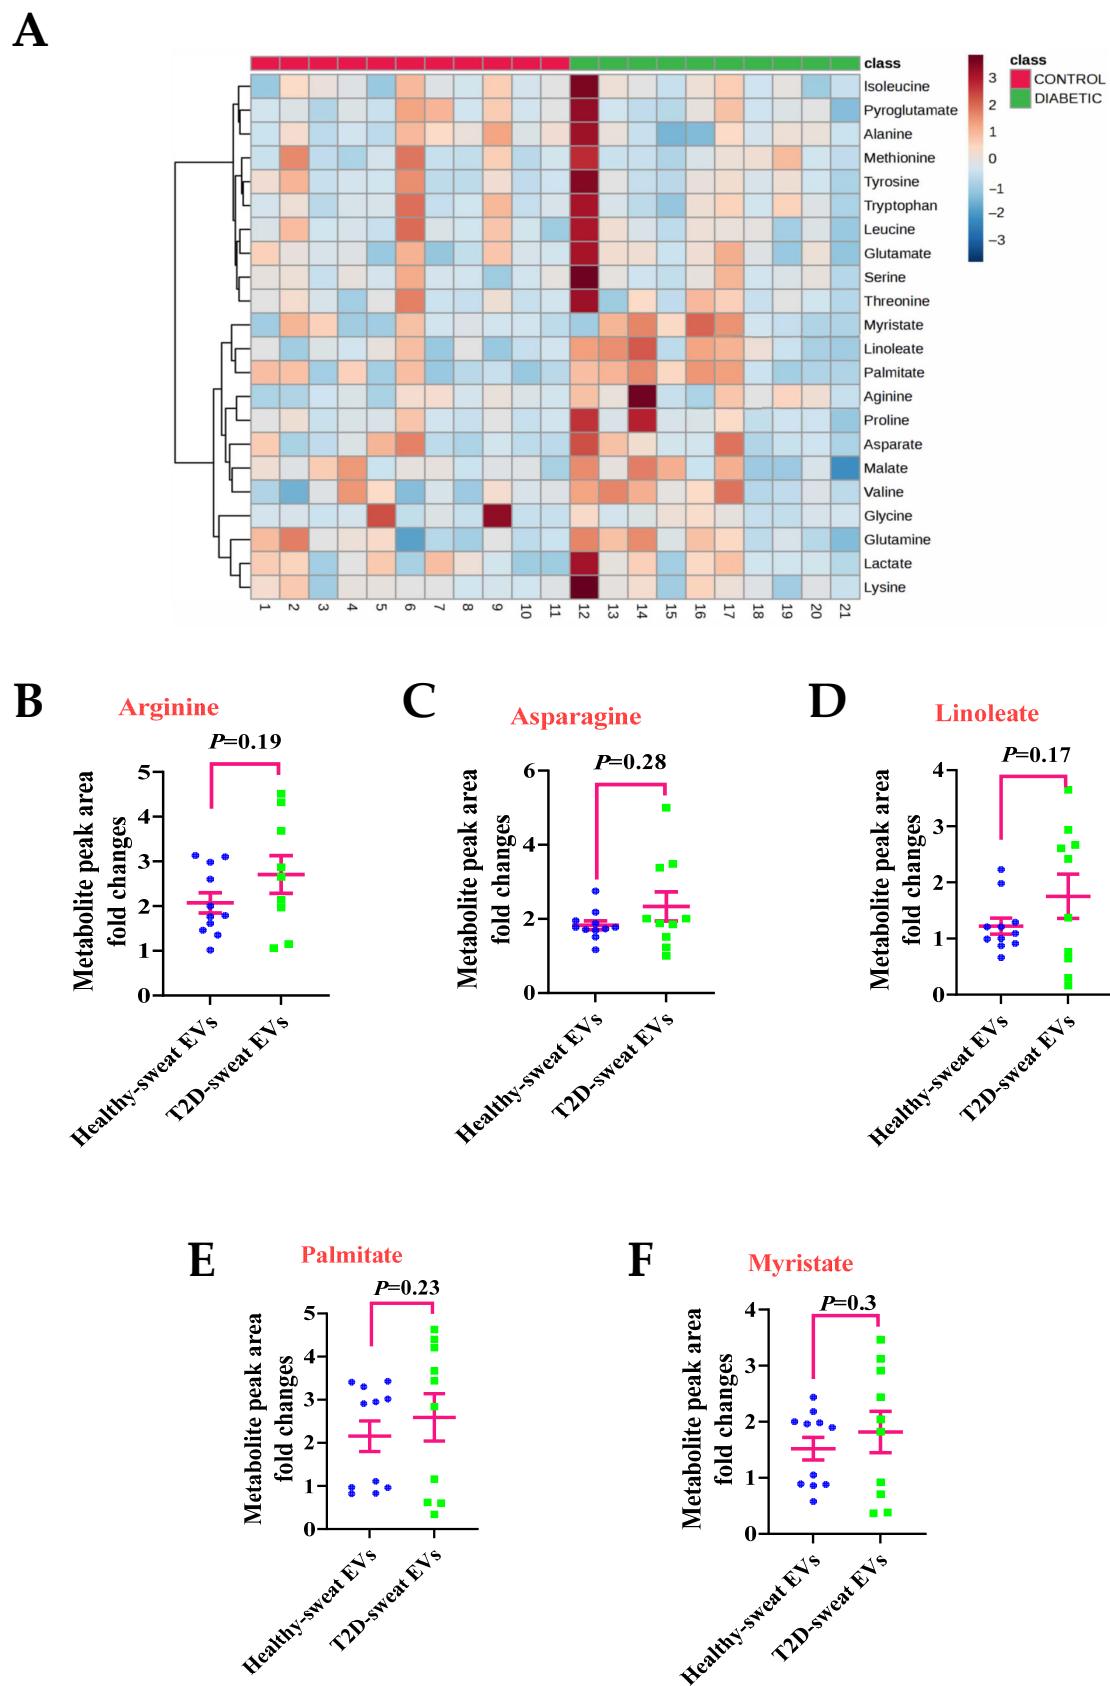 A
class
Isoleucine
Pyroglutamate
Alanine
Methionine
Tyrosine
Tryptophan
Leucine
Glutamate
Serine
Threonine
Myristate
Linoleate
Palmitate
Aginine
Proline
Asparate
Malate
Valine
Glycine
Glutamine
Lactate
Lysine
1 2 3 4 5 6 7 8 9 10 11 12 13 14 15 16 17 18 19 20 21
3
2
1
0
−1
−2
−3
class
CONTROL
DIABETIC
B
Arginine
P=0.19
Metabolite peak area
fold changes
5
4
3
2
1
0
Healthy-sweat EVs
T2D-sweat EVs
C
Asparagine
P=0.28
Metabolite peak area
fold changes
6
4
2
0
Healthy-sweat EVs
T2D-sweat EVs
D
Linoleate
P=0.17
Metabolite peak area
fold changes
4
3
2
1
0
Healthy-sweat EVs
T2D-sweat EVs
E
Palmitate
P=0.23
Metabolite peak area
fold changes
5
4
3
2
1
0
Healthy-sweat EVs
T2D-sweat EVs
F
Myristate
P=0.3
Metabolite peak area
fold changes
4
3
2
1
0
Healthy-sweat EVs
T2D-sweat EVs